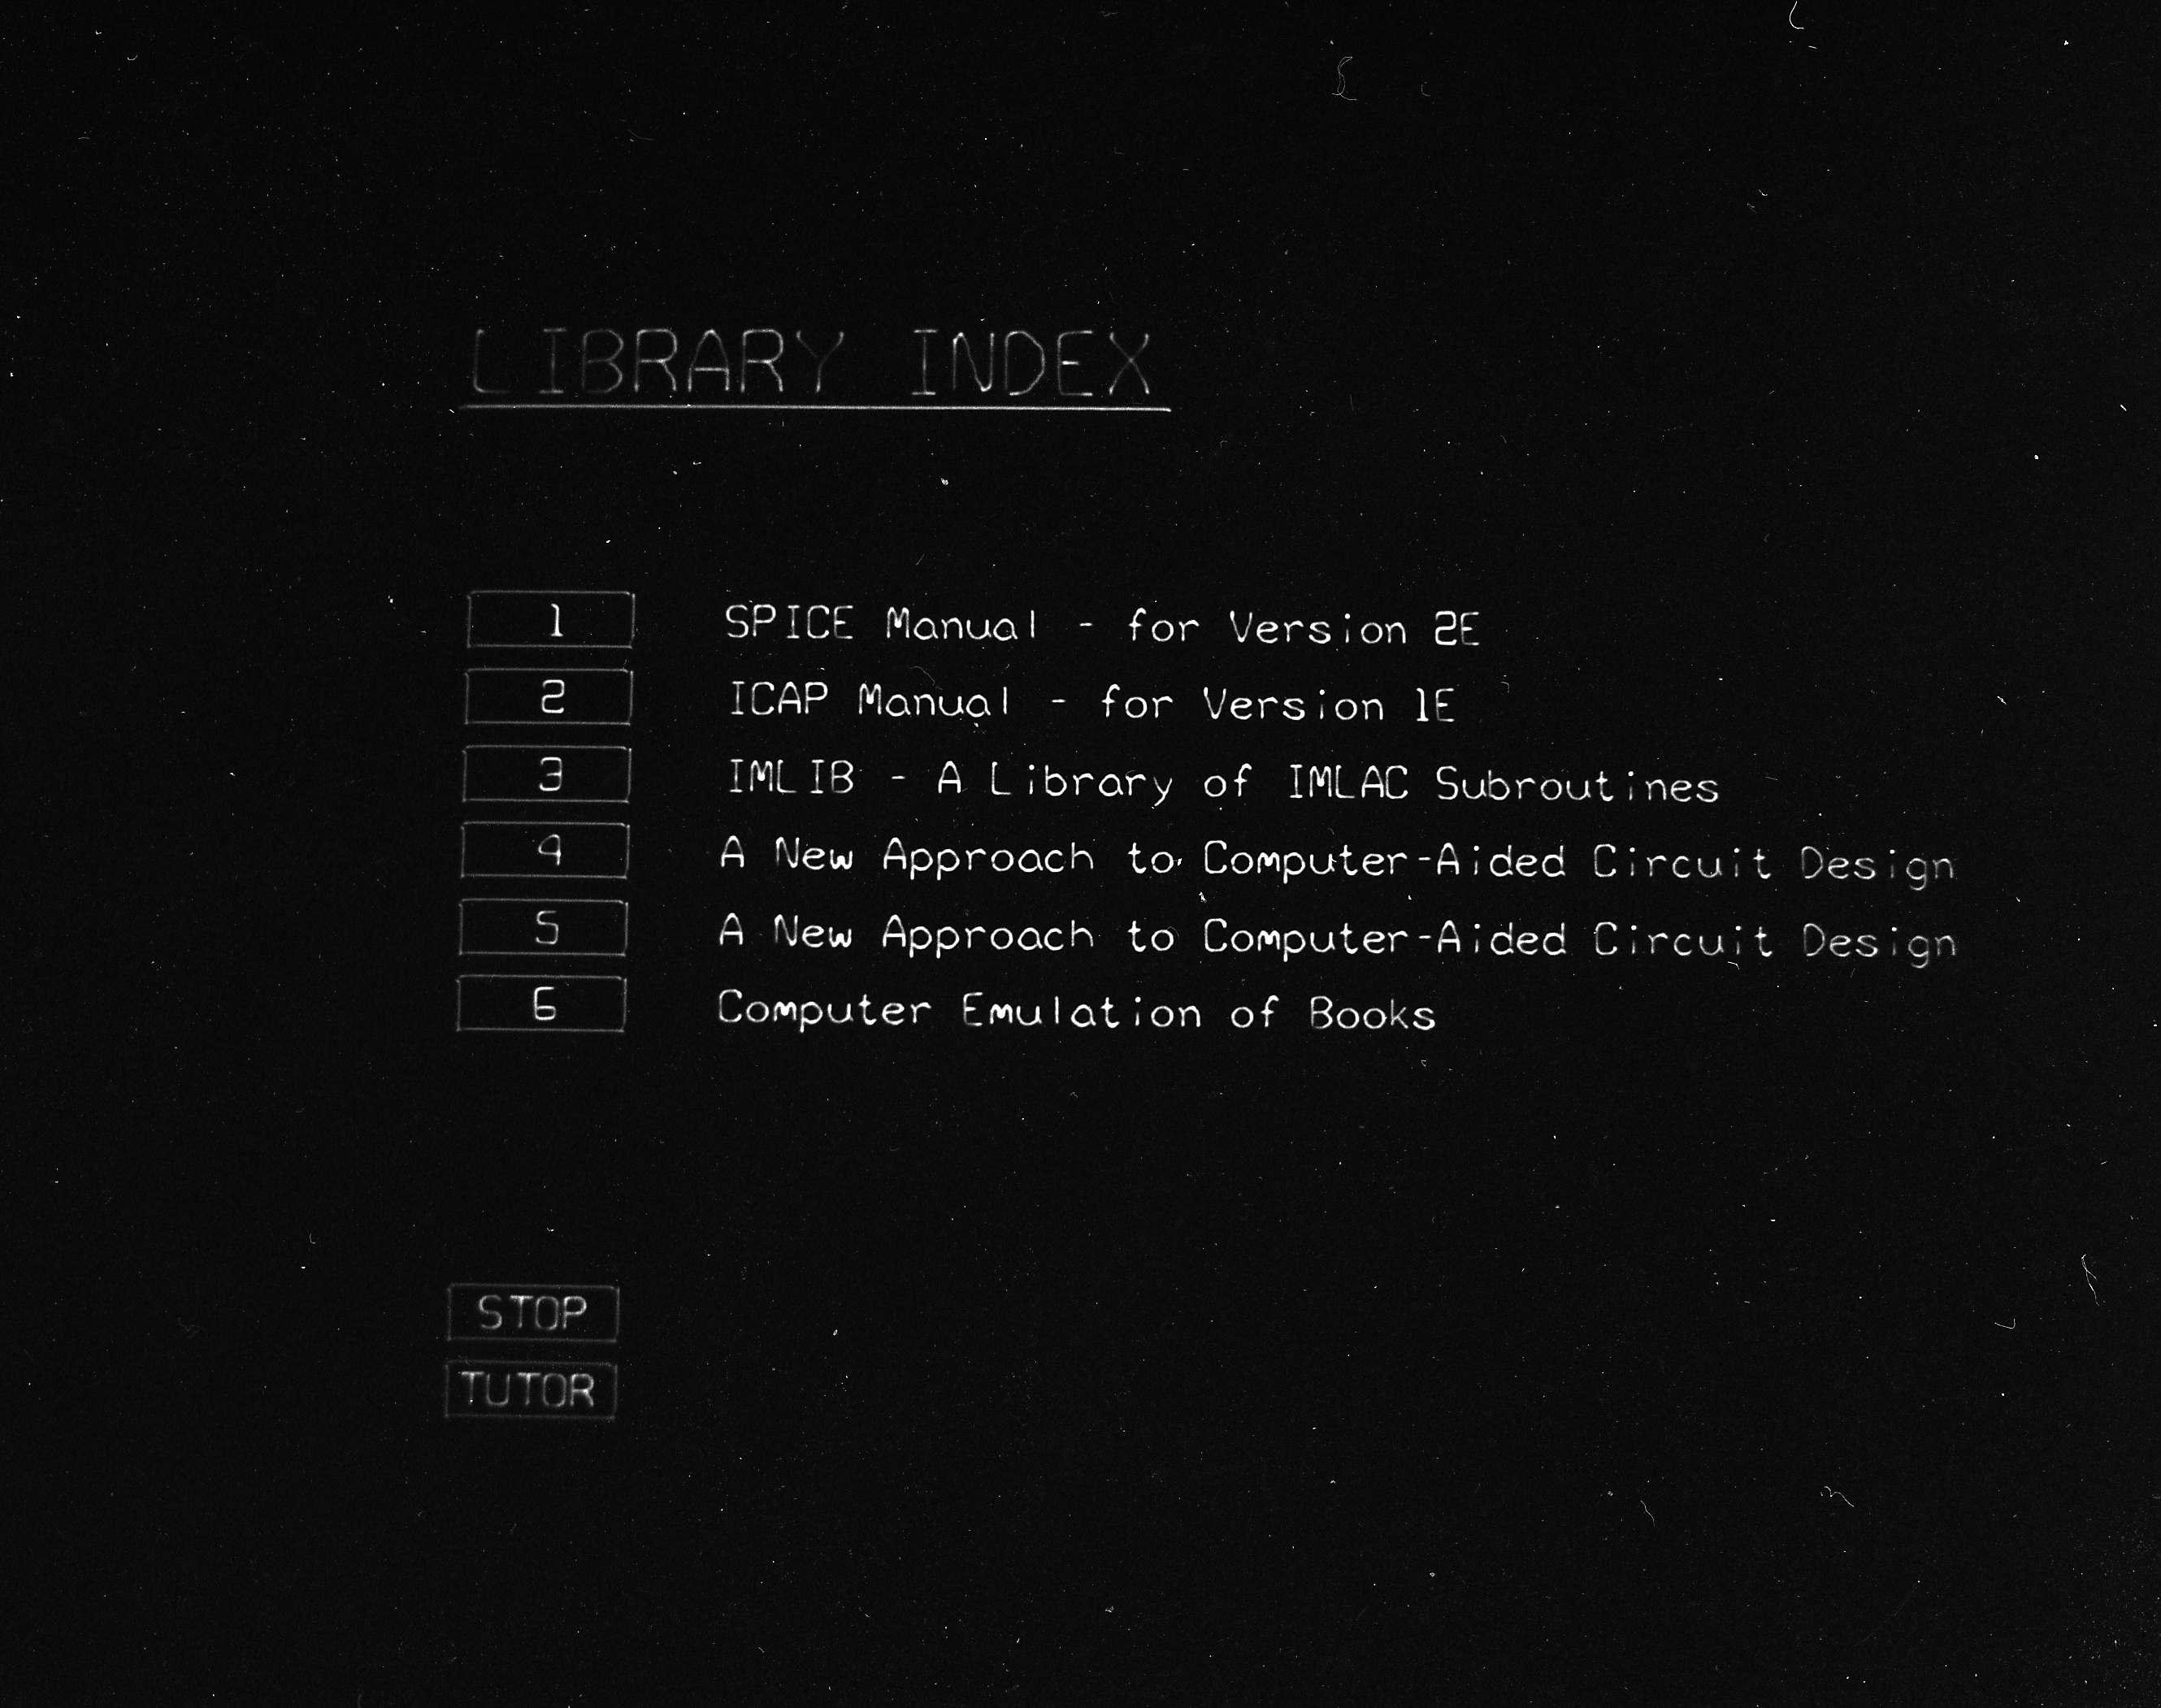 LIBRARY INDEX
1 SPICE Manual - for Version 2E
2 ICAP Manual - for Version 1E
3 IMLIB - A Library of IMLAC Subroutines
4 A New Approach to Computer-Aided Circuit Design
5 A New Approach to Computer-Aided Circuit Design
6 Computer Emulation of Books
STOP
TUTOR